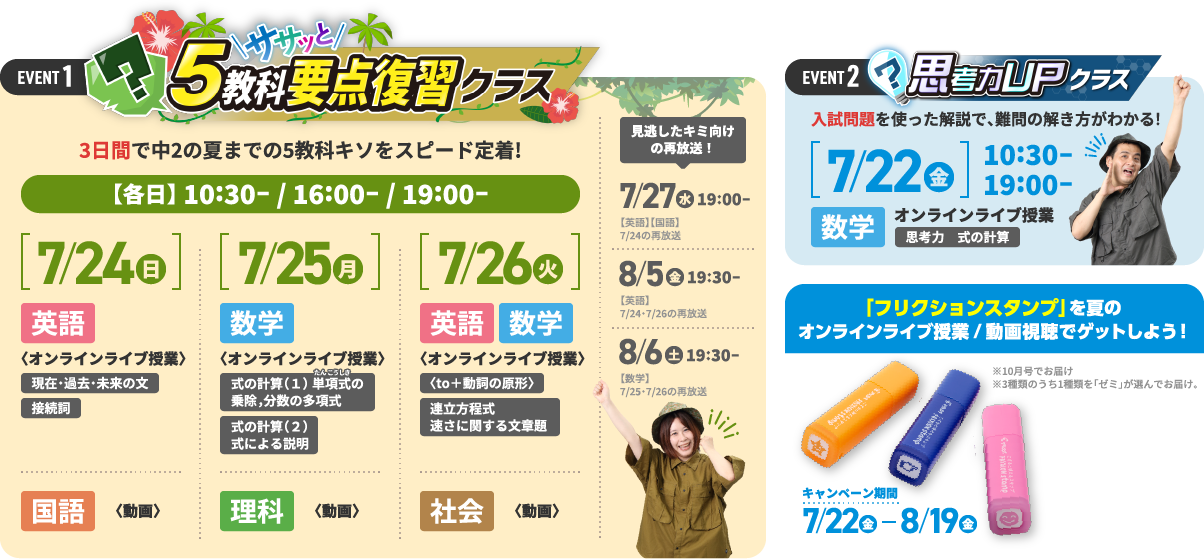 EVENT 1
ササッと
5教科要点復習クラス
3日間で中2の夏までの5教科キソをスピード定着!
【各日】10:30− / 16:00− / 19:00−
7/24日
英語
〈オンラインライブ授業〉
現在・過去・未来の文
接続詞
国語 〈動画〉
7/25月
数学
〈オンラインライブ授業〉
たんこうしき
式の計算(1) 単項式の
乗除,分数の多項式
式の計算(2)
式による説明
理科 〈動画〉
7/26火
英語 数学
〈オンラインライブ授業〉
〈to+動詞の原形〉
連立方程式
速さに関する文章題
社会 〈動画〉
見逃したキミ向け
の再放送!
7/27水 19:00−
【英語】【国語】
7/24の再放送
8/5金 19:30−
【英語】
7/24・7/26の再放送
8/6土 19:30−
【数学】
7/25・7/26の再放送
EVENT 2
思考力UPクラス
入試問題を使った解説で、難問の解き方がわかる!
7/22金
10:30−
19:00−
数学
オンラインライブ授業
思考力 式の計算
「フリクションスタンプ」を夏の
オンラインライブ授業 / 動画視聴でゲットしよう!
※10月号でお届け
※3種類のうち1種類を「ゼミ」が選んでお届け。
キャンペーン期間
7/22金−8/19金